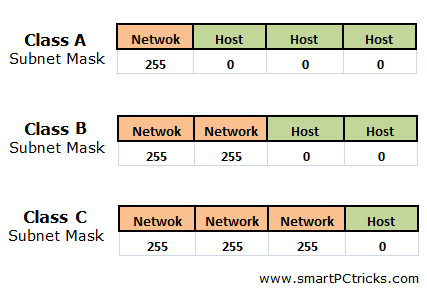 Class A
Subnet Mask
Netwok Host Host Host
255 0 0 0
Class B
Subnet Mask
Netwok Network Host Host
255 255 0 0
Class C
Subnet Mask
Netwok Netwok Network Host
255 255 255 0
www.smartPCtricks.com